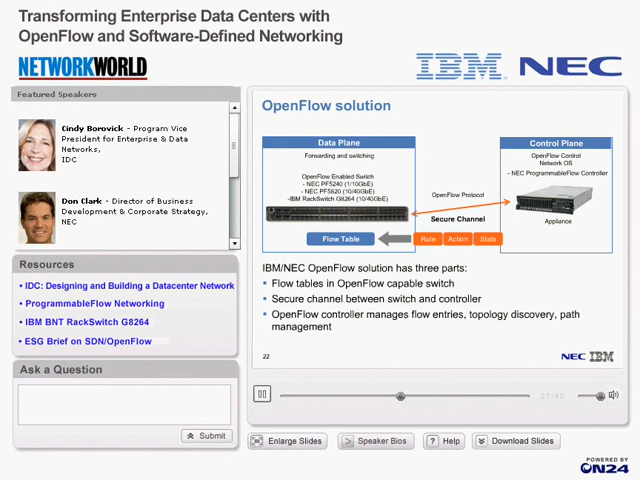 Transforming Enterprise Data Centers with
OpenFlow and Software-Defined Networking
NETWORKWORLD
IBM
NEC
Featured Speakers
Cindy Borovick - Program Vice
President for Enterprise & Data
Networks,
IDC
Don Clark - Director of Business
Development & Corporate Strategy,
NEC
Resources
• IDC: Designing and Building a Datacenter Network
• ProgrammableFlow Networking
• IBM BNT RackSwitch G8264
• ESG Brief on SDN/OpenFlow
Ask a Question
Submit
OpenFlow solution
Data Plane
Forwarding and switching
OpenFlow Enabled Switch
- NEC PF5240 (1/10GbE)
- NEC PF5820 (10/40GbE)
-IBM RackSwitch G8264 (10/40GbE)
Flow Table
OpenFlow Protocol
Secure Channel
Rule
Action
Stats
Control Plane
OpenFlow Control
Network OS
- NEC ProgrammableFlow Controller
Appliance
IBM/NEC OpenFlow solution has three parts:
• Flow tables in OpenFlow capable switch
• Secure channel between switch and controller
• OpenFlow controller manages flow entries, topology discovery, path
management
22
NEC IBM
27:48
Enlarge Slides
Speaker Bios
? Help
Download Slides
POWERED BY
ON24